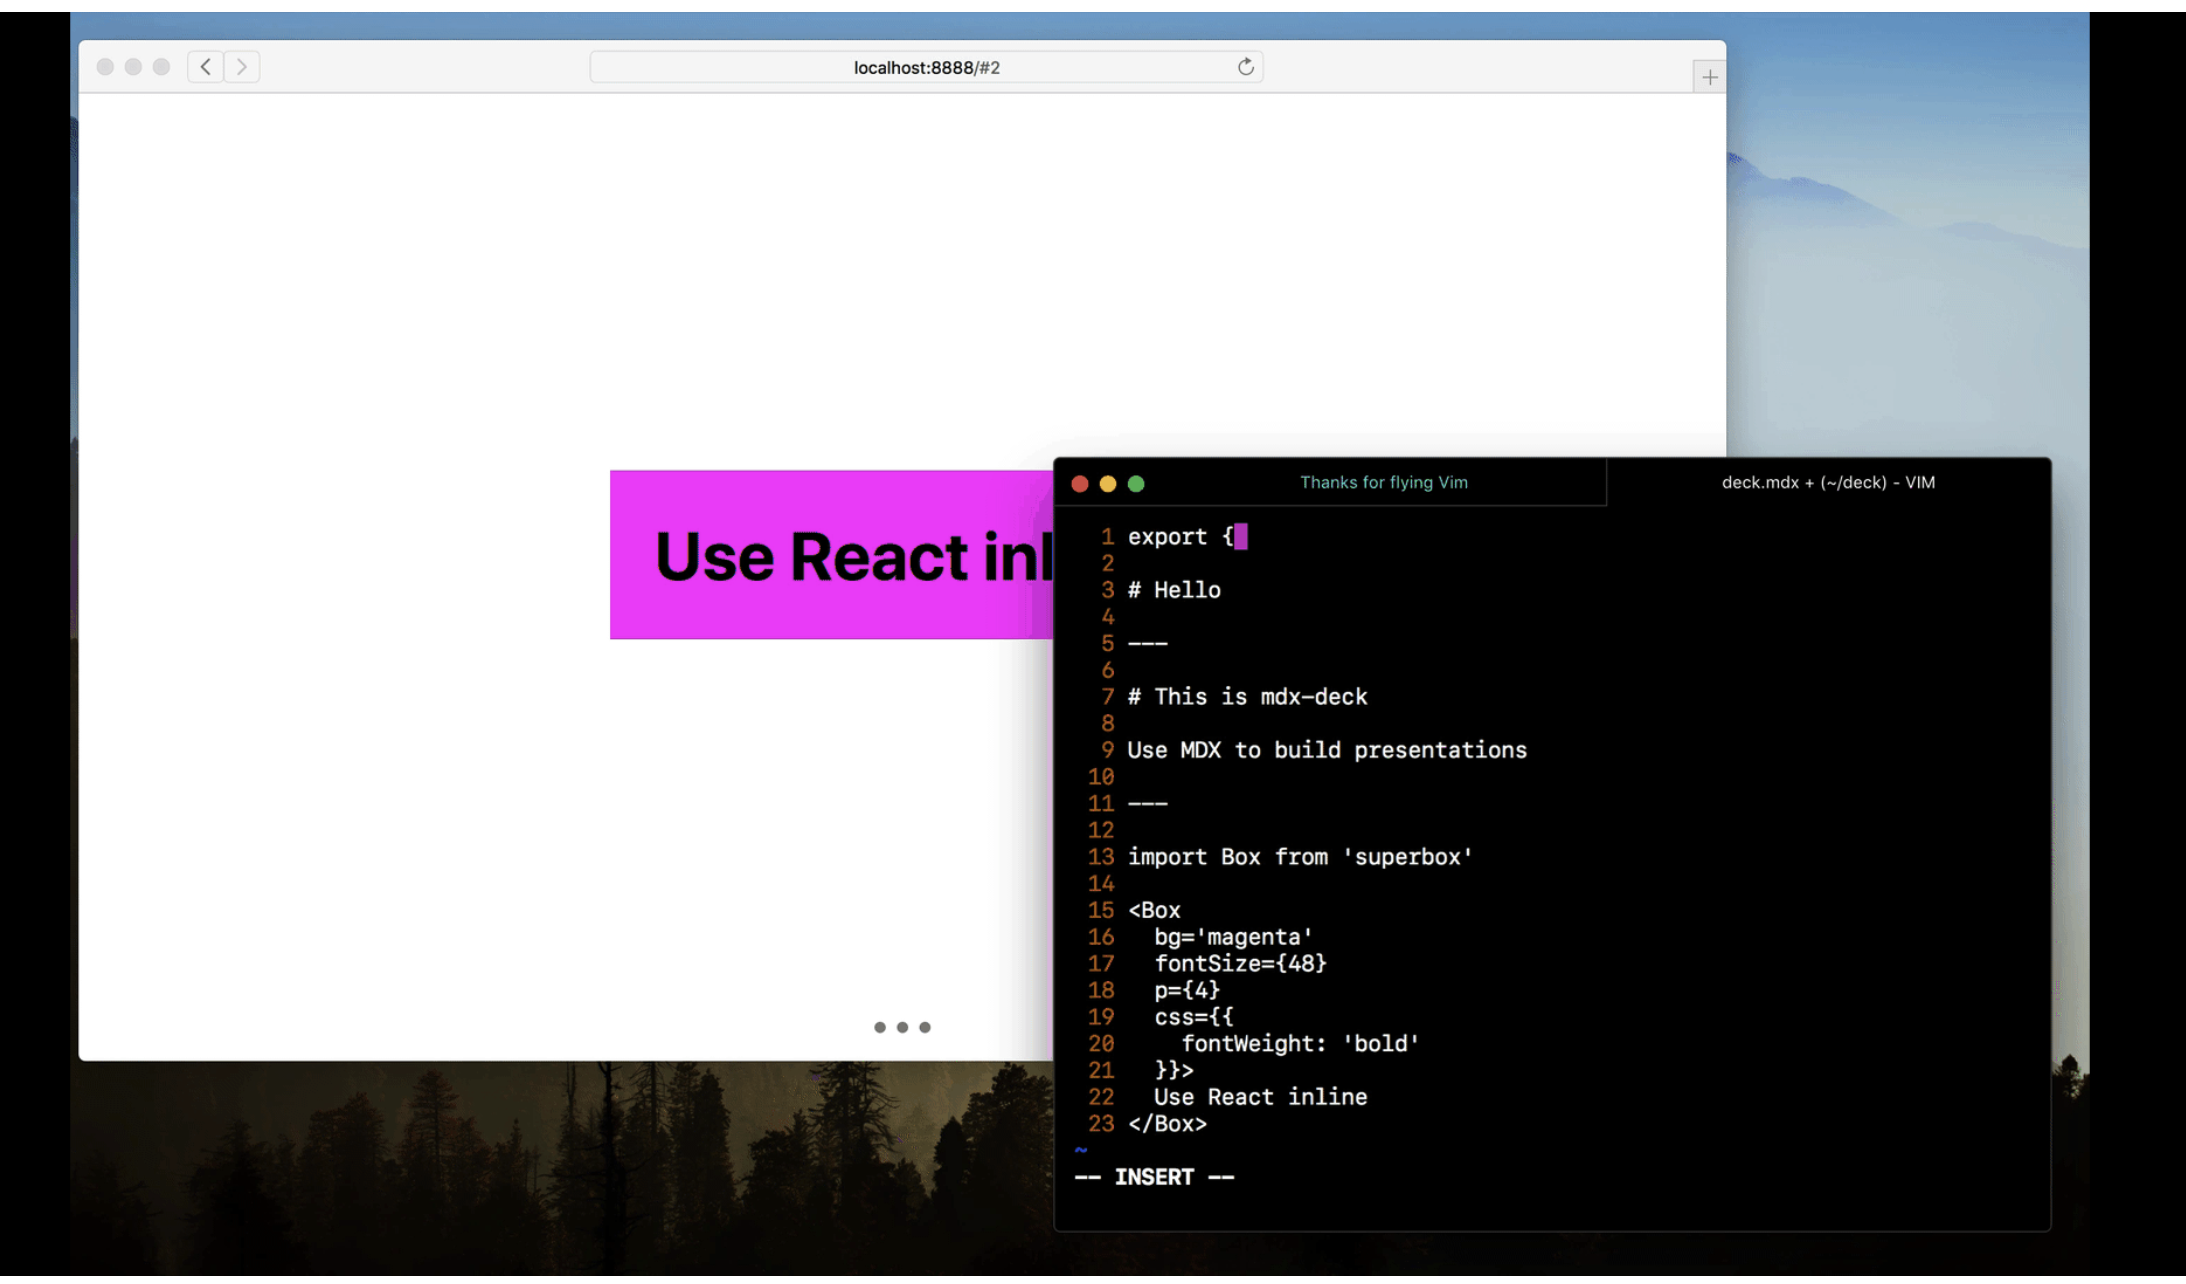 localhost:8888/#2
Use React inl
Thanks for flying Vim
deck.mdx + (~/deck) - VIM
1 export {
2
3 # Hello
4
5 ---
6
7 # This is mdx-deck
8
9 Use MDX to build presentations
10
11 ---
12
13 import Box from 'superbox'
14
15 <Box
16   bg='magenta'
17   fontSize={48}
18   p={4}
19   css={{
20     fontWeight: 'bold'
21   }}>
22   Use React inline
23 </Box>
~
-- INSERT --